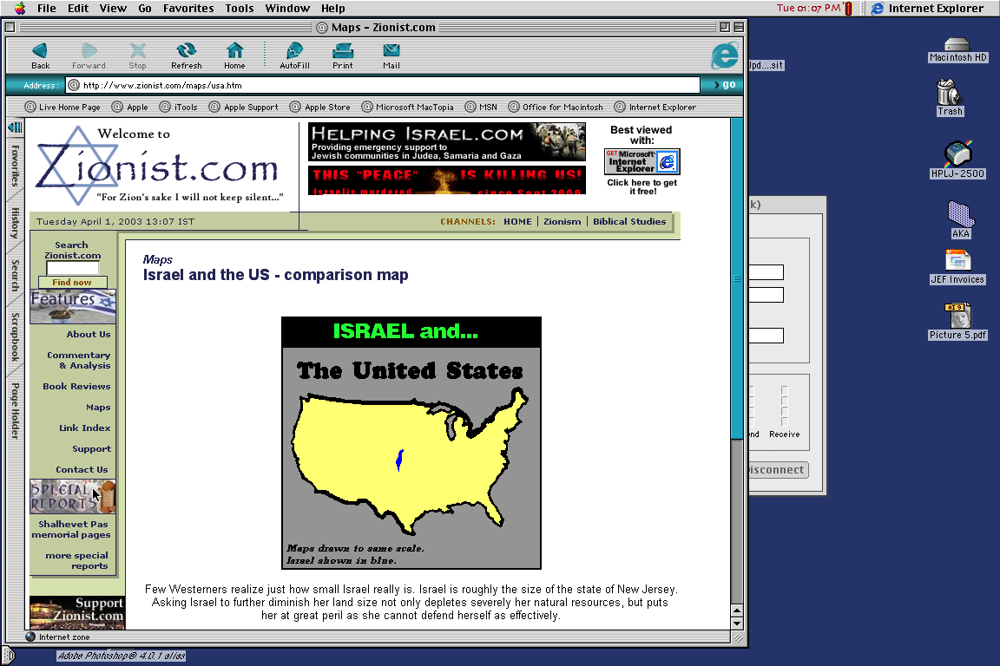 File Edit View Go Favorites Tools Window Help
Tue 01:07 PM
Internet Explorer
Maps - Zionist.com
Back Forward Stop Refresh Home AutoFill Print Mail
Address: http://www.zionist.com/maps/usa.htm
go
Live Home Page Apple iTools Apple Support Apple Store Microsoft MacTopia MSN Office for Macintosh Internet Explorer
Favorites
History
Search
Scrapbook
Page Holder
Welcome to
Zionist.com
"For Zion's sake I will not keep silent..."
HELPING ISRAEL.COM
Providing emergency support to
Jewish communities in Judea, Samaria and Gaza
THIS "PEACE" IS KILLING US!
Israelis murdered since Sept 2000
Best viewed
with:
GET Microsoft
Internet
Explorer
Click here to get
it free!
Tuesday April 1, 2003 13:07 IST
CHANNELS: HOME | Zionism | Biblical Studies
Search
Zionist.com
Find now
Features
About Us
Commentary
& Analysis
Book Reviews
Maps
Link Index
Support
Contact Us
SPECIAL
REPORTS
Shalhevet Pas
memorial pages
more special
reports
Support
Zionist.com
Maps
Israel and the US - comparison map
ISRAEL and...
The United States
Maps drawn to same scale.
Israel shown in blue.
Few Westerners realize just how small Israel really is. Israel is roughly the size of the state of New Jersey.
Asking Israel to further diminish her land size not only depletes severely her natural resources, but puts
her at great peril as she cannot defend herself as effectively.
Internet zone
Adobe Photoshop® 4.0.1 alias
pd....sit
k)
nd Receive
isconnect
Macintosh HD
Trash
HPLJ-2500
AKA
JEF Invoices
AI 9
Picture 5.pdf